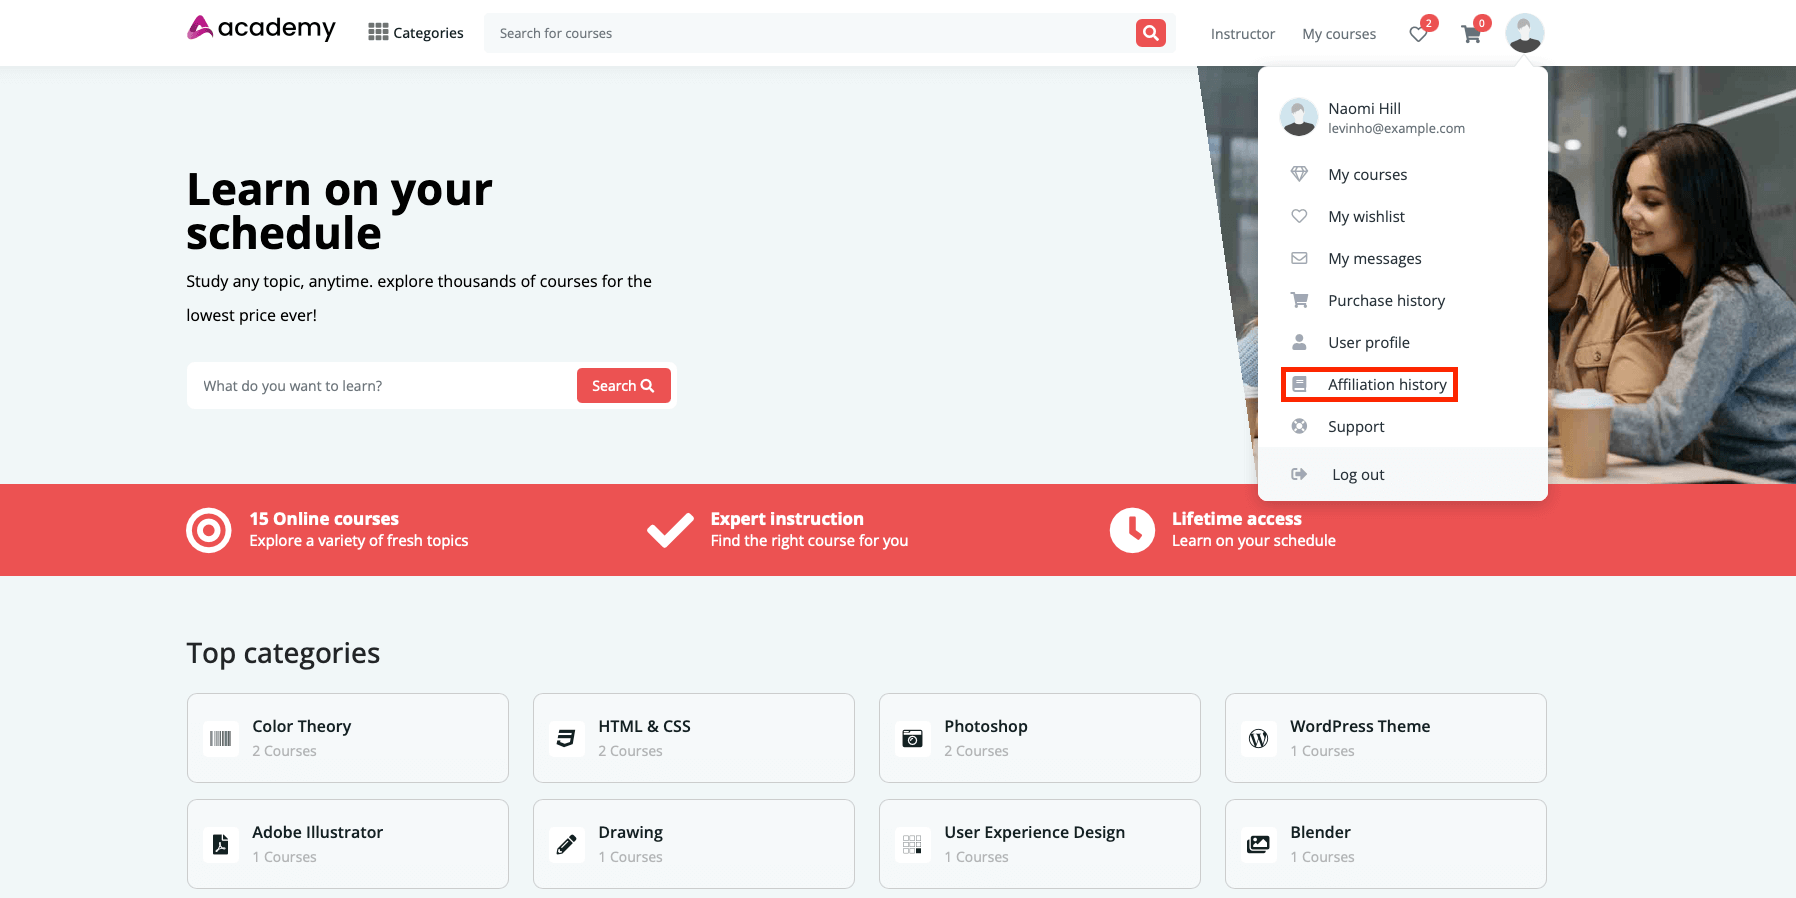 academy
Categories
Search for courses
Instructor
My courses
2
0
Naomi Hill
levinho@example.com
My courses
My wishlist
My messages
Purchase history
User profile
Affiliation history
Support
Log out
Learn on your
schedule
Study any topic, anytime. explore thousands of courses for the
lowest price ever!
What do you want to learn?
Search
15 Online courses
Explore a variety of fresh topics
Expert instruction
Find the right course for you
Lifetime access
Learn on your schedule
Top categories
Color Theory
2 Courses
HTML & CSS
2 Courses
Photoshop
2 Courses
WordPress Theme
1 Courses
Adobe Illustrator
1 Courses
Drawing
1 Courses
User Experience Design
1 Courses
Blender
1 Courses